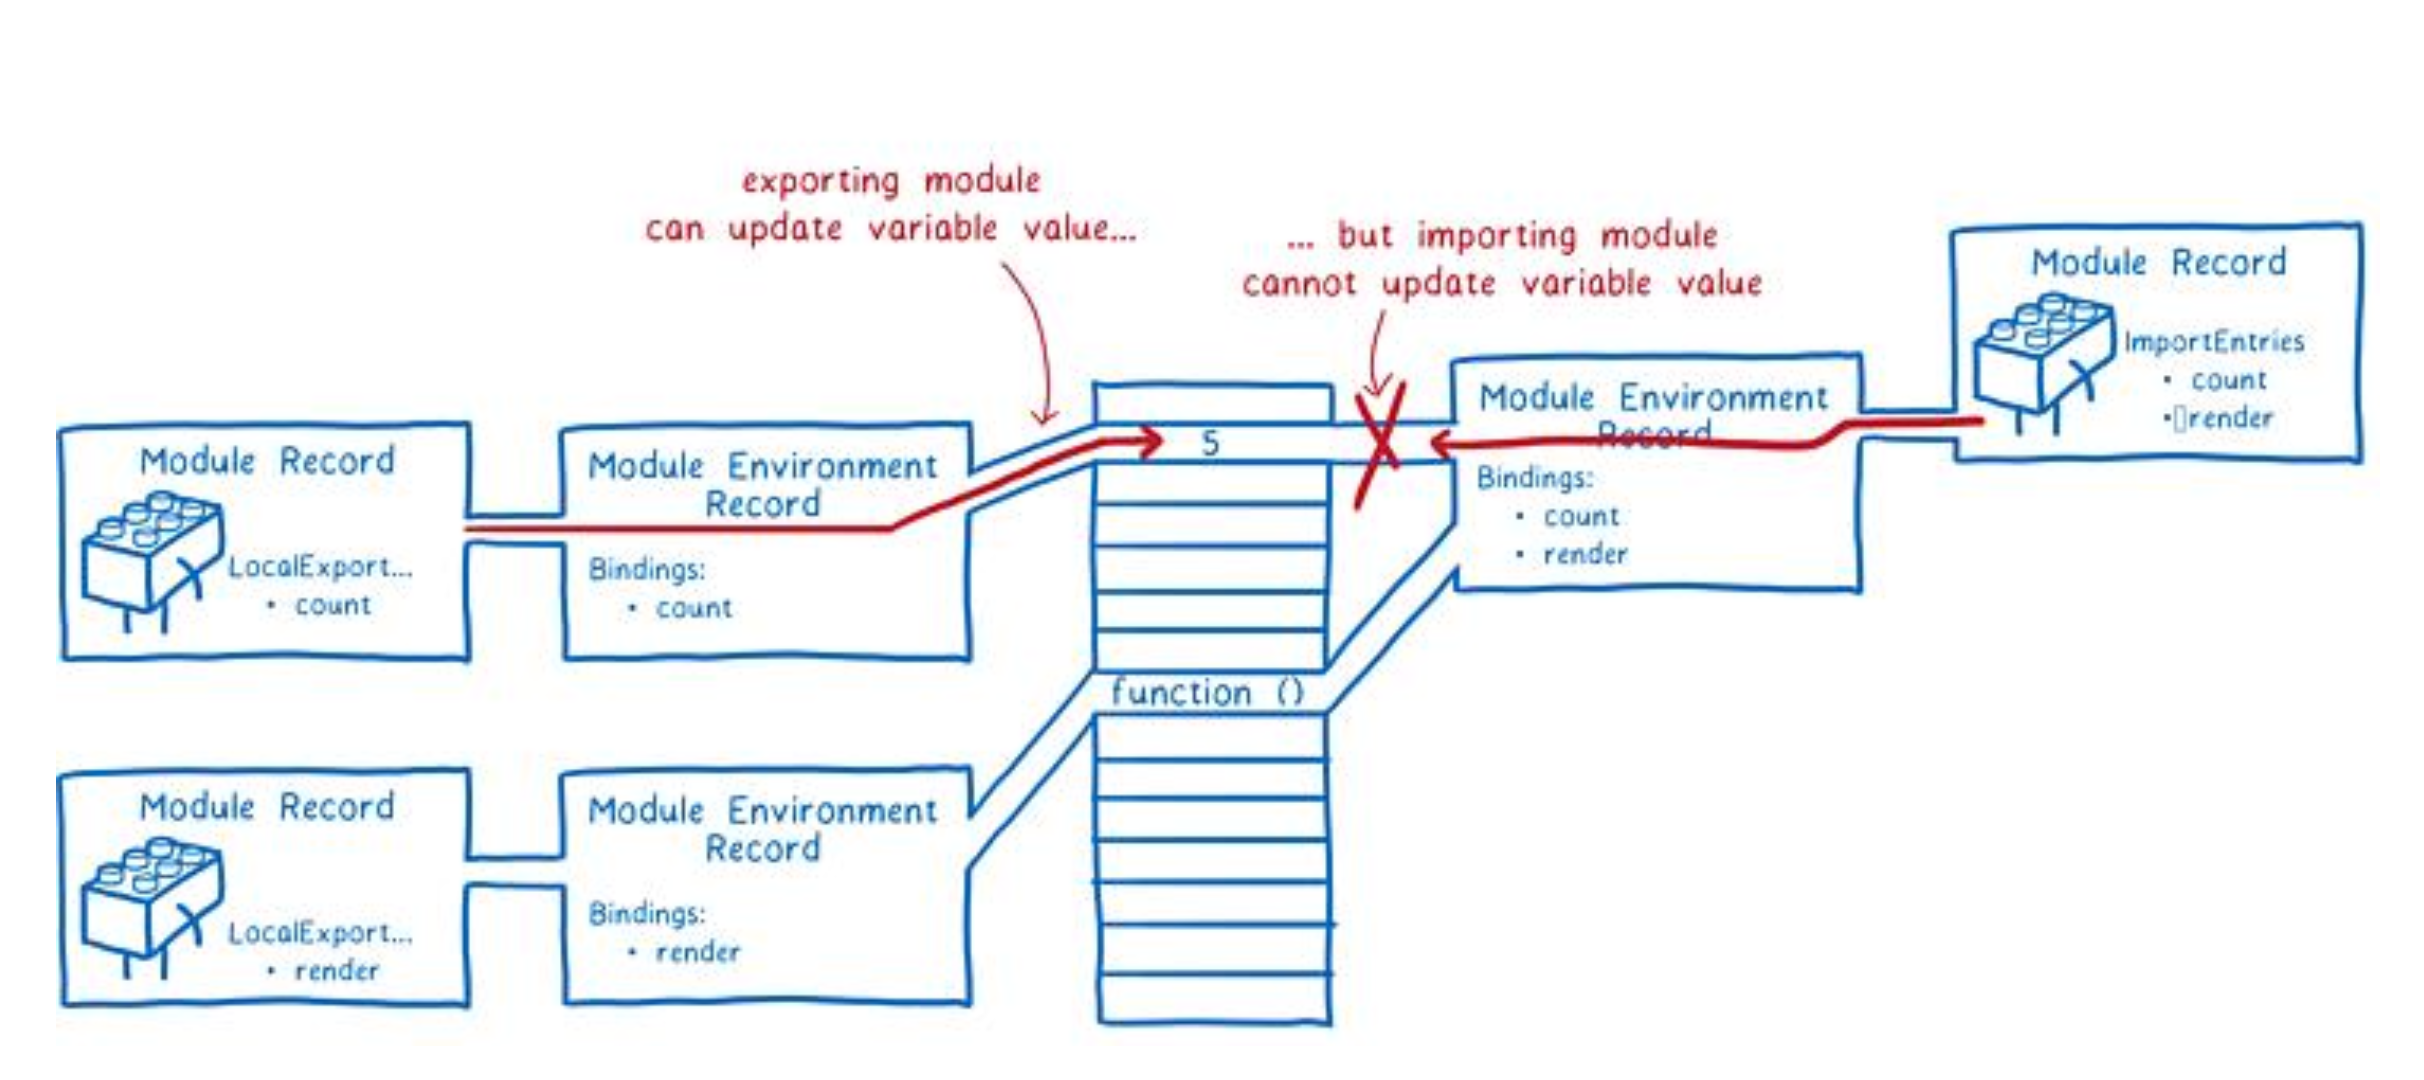 exporting module
can update variable value...
... but importing module
cannot update variable value
Module Record
ImportEntries
• count
• render
Module Environment
Record
Bindings:
• count
• render
Module Record
LocalExport...
• count
Module Environment
Record
Bindings:
• count
5
function ()
Module Record
LocalExport...
• render
Module Environment
Record
Bindings:
• render